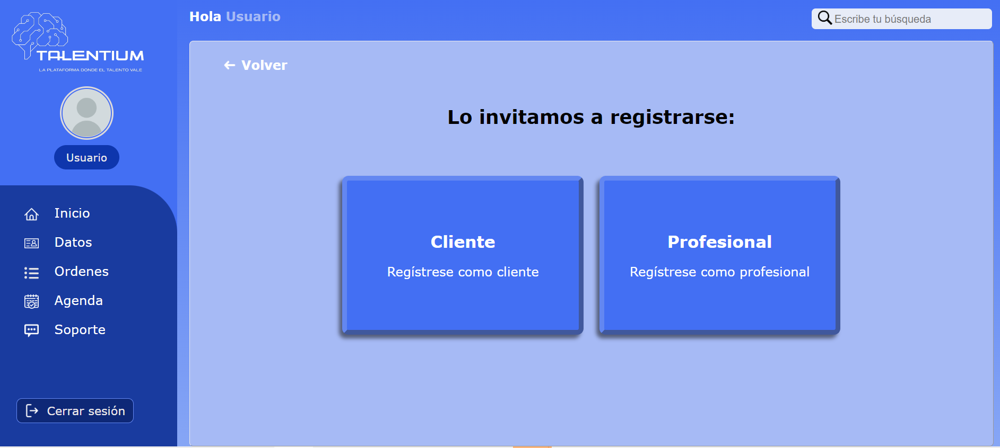 TALENTIUM
LA PLATAFORMA DONDE EL TALENTO VALE
Usuario
Inicio
Datos
Ordenes
Agenda
Soporte
Cerrar sesión
Hola Usuario
Escribe tu búsqueda
← Volver
Lo invitamos a registrarse:
Cliente
Regístrese como cliente
Profesional
Regístrese como profesional